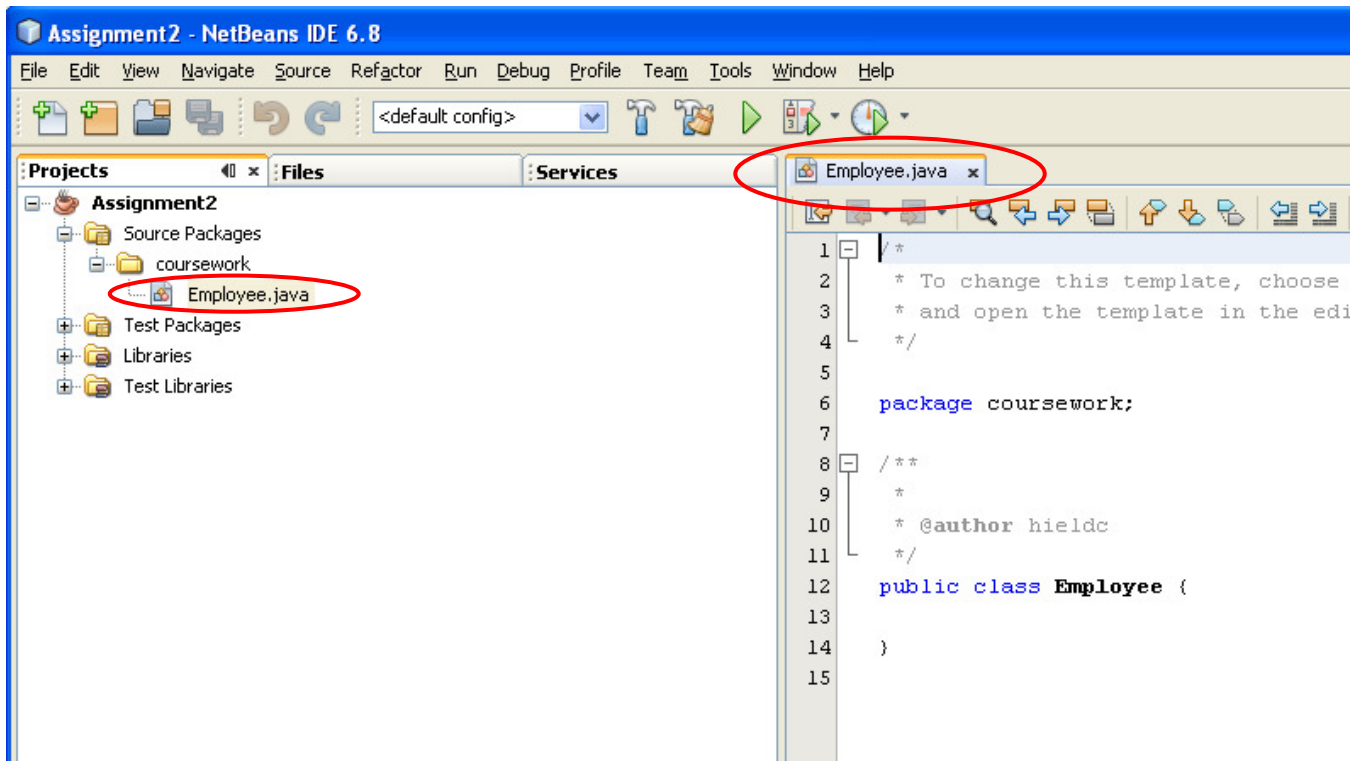 Assignment2 - NetBeans IDE 6.8
File Edit View Navigate Source Refactor Run Debug Profile Team Tools Window Help
<default config>
Projects Files Services
Assignment2
Source Packages
coursework
Employee.java
Test Packages
Libraries
Test Libraries
Employee.java
1 /*
2 * To change this template, choose
3 * and open the template in the edi
4 */
5
6 package coursework;
7
8 /**
9 *
10 * @author hieldc
11 */
12 public class Employee {
13
14 }
15